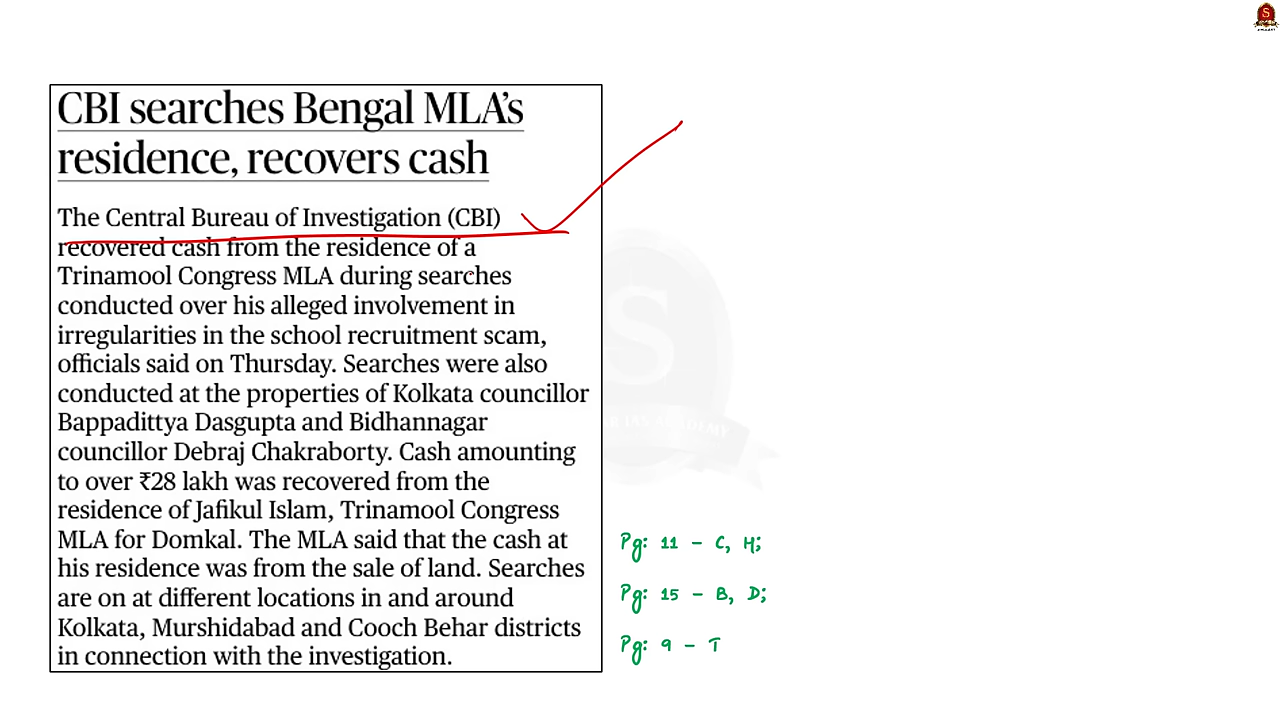 CBI searches Bengal MLA’s
residence, recovers cash
The Central Bureau of Investigation (CBI)
recovered cash from the residence of a
Trinamool Congress MLA during searches
conducted over his alleged involvement in
irregularities in the school recruitment scam,
officials said on Thursday. Searches were also
conducted at the properties of Kolkata councillor
Bappadittya Dasgupta and Bidhannagar
councillor Debraj Chakraborty. Cash amounting
to over ₹28 lakh was recovered from the
residence of Jafikul Islam, Trinamool Congress
MLA for Domkal. The MLA said that the cash at
his residence was from the sale of land. Searches
are on at different locations in and around
Kolkata, Murshidabad and Cooch Behar districts
in connection with the investigation.
Pg: 11 - C, H;
Pg: 15 - B, D;
Pg: 9 - T
S
S
IAS ACADEMY